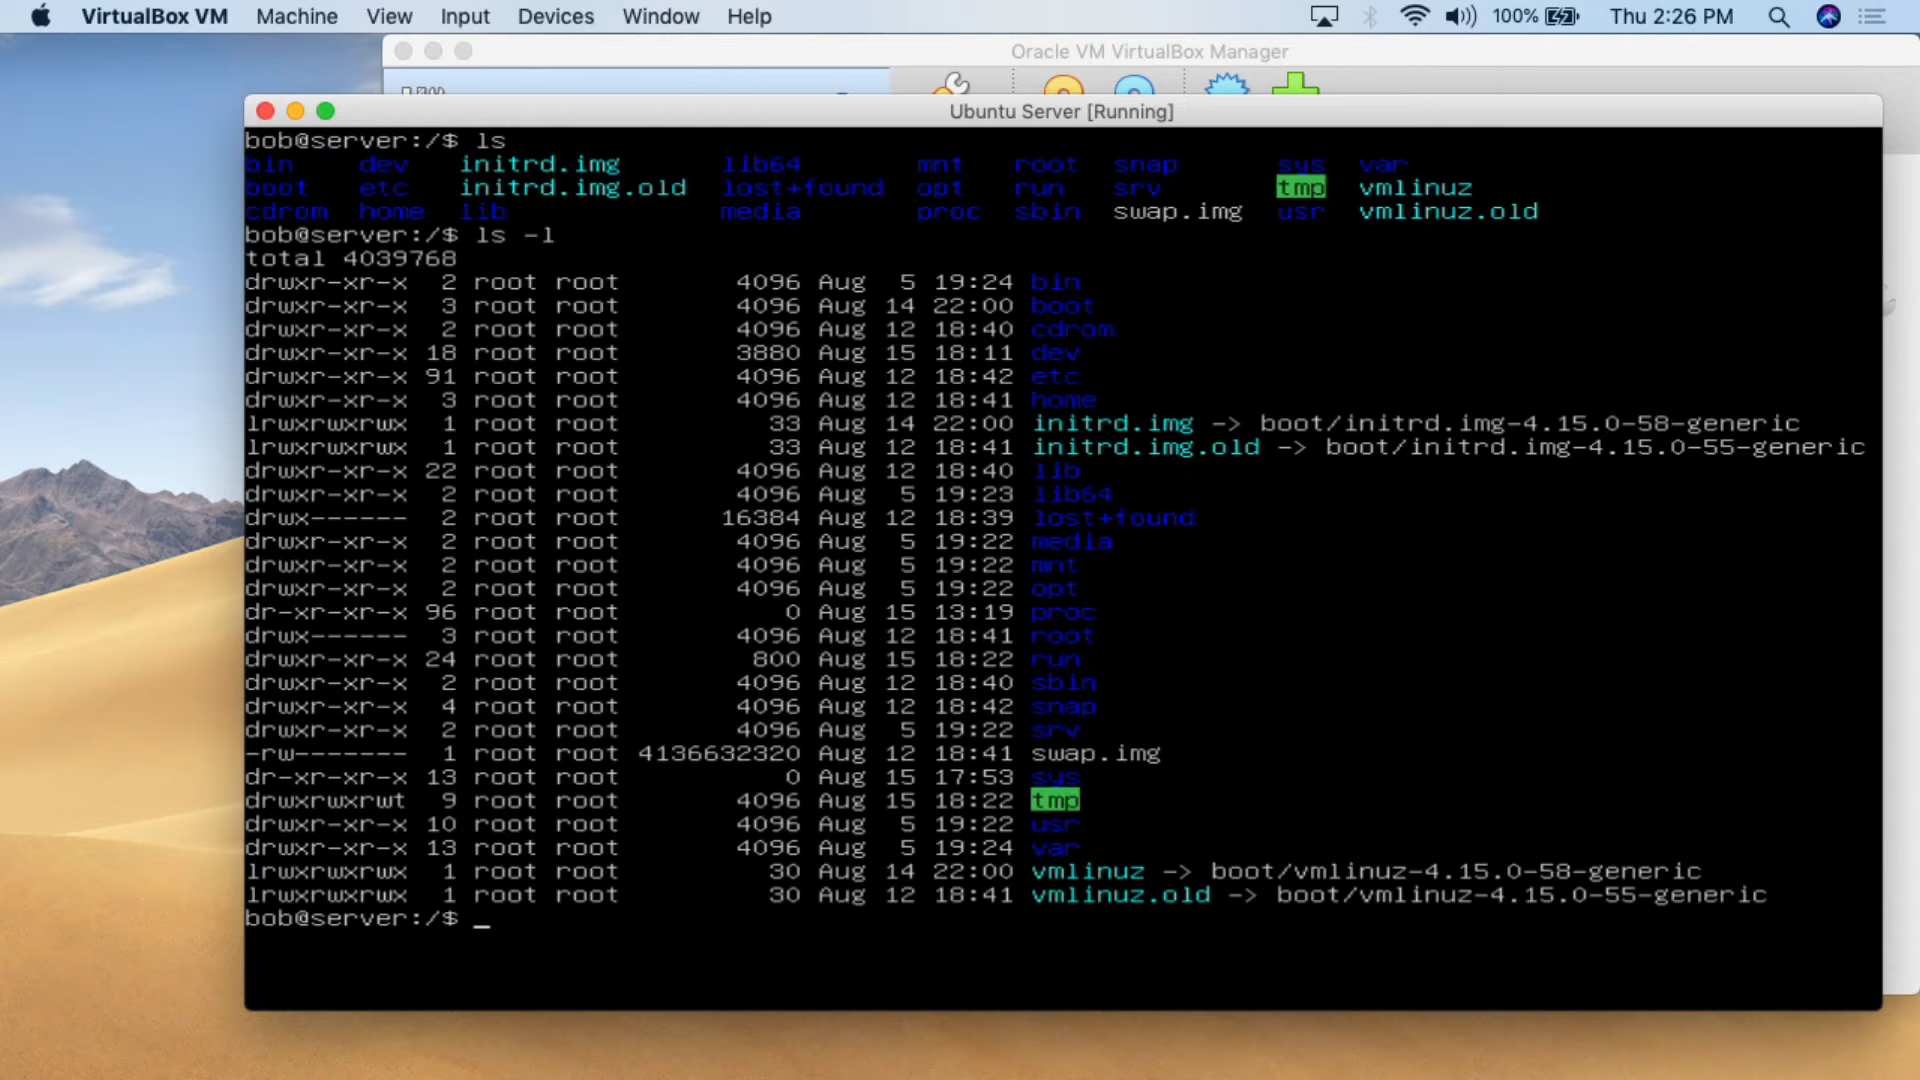 VirtualBox VM Machine View Input Devices Window Help 100% Thu 2:26 PM
Oracle VM VirtualBox Manager
Ubuntu Server [Running]
bob@server:/$ ls
bin dev initrd.img lib64 mnt root snap sys var
boot etc initrd.img.old lost+found opt run srv tmp vmlinuz
cdrom home lib media proc sbin swap.img usr vmlinuz.old
bob@server:/$ ls -l
total 4039768
drwxr-xr-x 2 root root 4096 Aug 5 19:24 bin
drwxr-xr-x 3 root root 4096 Aug 14 22:00 boot
drwxr-xr-x 2 root root 4096 Aug 12 18:40 cdrom
drwxr-xr-x 18 root root 3880 Aug 15 18:11 dev
drwxr-xr-x 91 root root 4096 Aug 12 18:42 etc
drwxr-xr-x 3 root root 4096 Aug 12 18:41 home
lrwxrwxrwx 1 root root 33 Aug 14 22:00 initrd.img -> boot/initrd.img-4.15.0-58-generic
lrwxrwxrwx 1 root root 33 Aug 12 18:41 initrd.img.old -> boot/initrd.img-4.15.0-55-generic
drwxr-xr-x 22 root root 4096 Aug 12 18:40 lib
drwxr-xr-x 2 root root 4096 Aug 5 19:23 lib64
drwx------ 2 root root 16384 Aug 12 18:39 lost+found
drwxr-xr-x 2 root root 4096 Aug 5 19:22 media
drwxr-xr-x 2 root root 4096 Aug 5 19:22 mnt
drwxr-xr-x 2 root root 4096 Aug 5 19:22 opt
dr-xr-xr-x 96 root root 0 Aug 15 13:19 proc
drwx------ 3 root root 4096 Aug 12 18:41 root
drwxr-xr-x 24 root root 800 Aug 15 18:22 run
drwxr-xr-x 2 root root 4096 Aug 12 18:40 sbin
drwxr-xr-x 4 root root 4096 Aug 12 18:42 snap
drwxr-xr-x 2 root root 4096 Aug 5 19:22 srv
-rw------- 1 root root 4136632320 Aug 12 18:41 swap.img
dr-xr-xr-x 13 root root 0 Aug 15 17:53 sys
drwxrwxrwt 9 root root 4096 Aug 15 18:22 tmp
drwxr-xr-x 10 root root 4096 Aug 5 19:22 usr
drwxr-xr-x 13 root root 4096 Aug 5 19:24 var
lrwxrwxrwx 1 root root 30 Aug 14 22:00 vmlinuz -> boot/vmlinuz-4.15.0-58-generic
lrwxrwxrwx 1 root root 30 Aug 12 18:41 vmlinuz.old -> boot/vmlinuz-4.15.0-55-generic
bob@server:/$ _